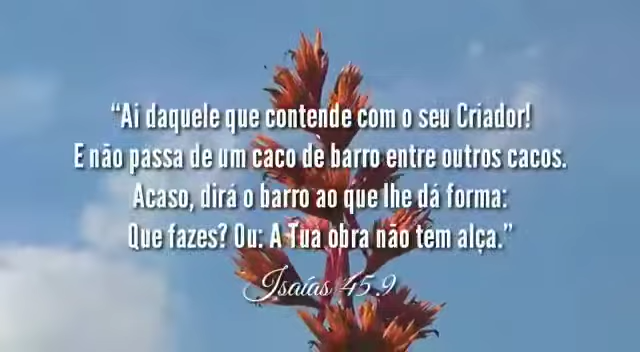 “Ai daquele que contende com o seu Criador!
E não passa de um caco de barro entre outros cacos.
Acaso, dirá o barro ao que lhe dá forma:
Que fazes? Ou: A Tua obra não tem alça.”
Isaías 45.9